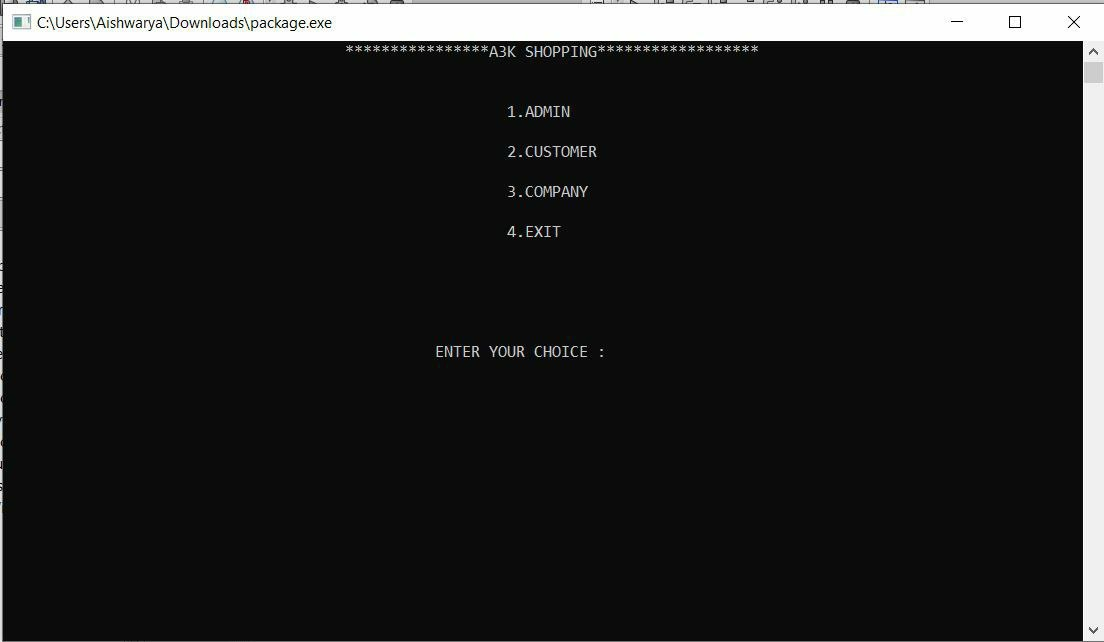 C:\Users\Aishwarya\Downloads\package.exe
****************A3K SHOPPING******************
1.ADMIN
2.CUSTOMER
3.COMPANY
4.EXIT
ENTER YOUR CHOICE :